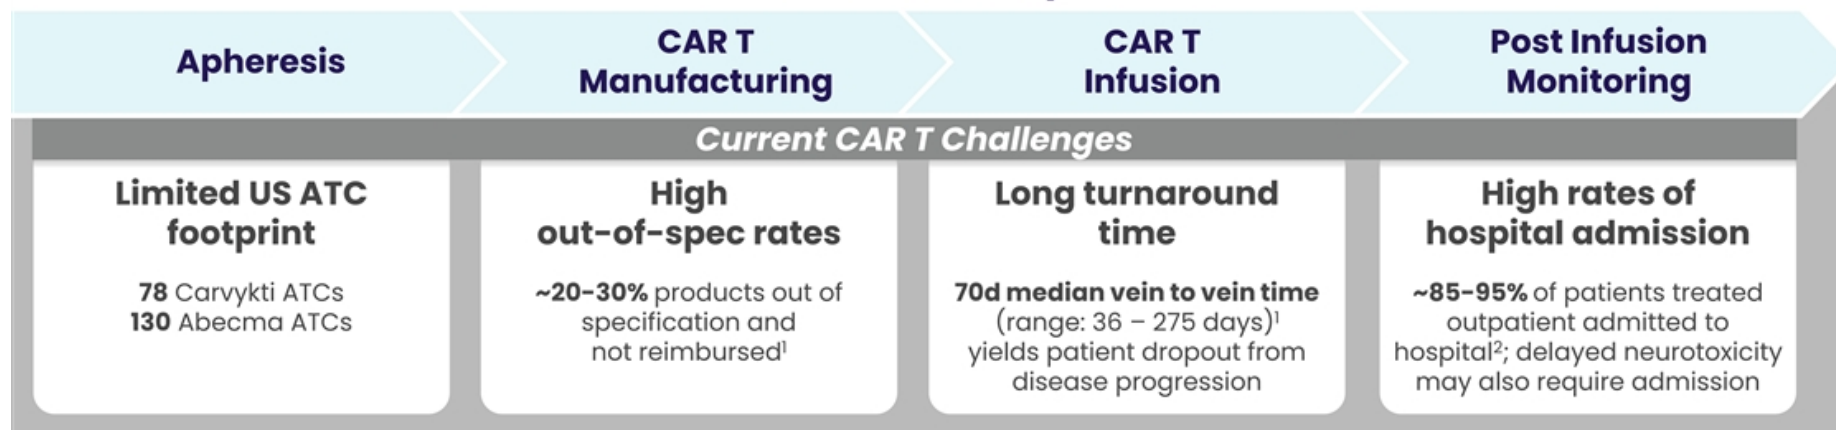 Apheresis
CAR T
Manufacturing
CAR T
Infusion
Post Infusion
Monitoring
Current CAR T Challenges
Limited US ATC
footprint
78 Carvykti ATCs
130 Abecma ATCs
High
out-of-spec rates
~20-30% products out of
specification and
not reimbursed¹
Long turnaround
time
70d median vein to vein time
(range: 36 – 275 days)¹
yields patient dropout from
disease progression
High rates of
hospital admission
~85-95% of patients treated
outpatient admitted to
hospital²; delayed neurotoxicity
may also require admission